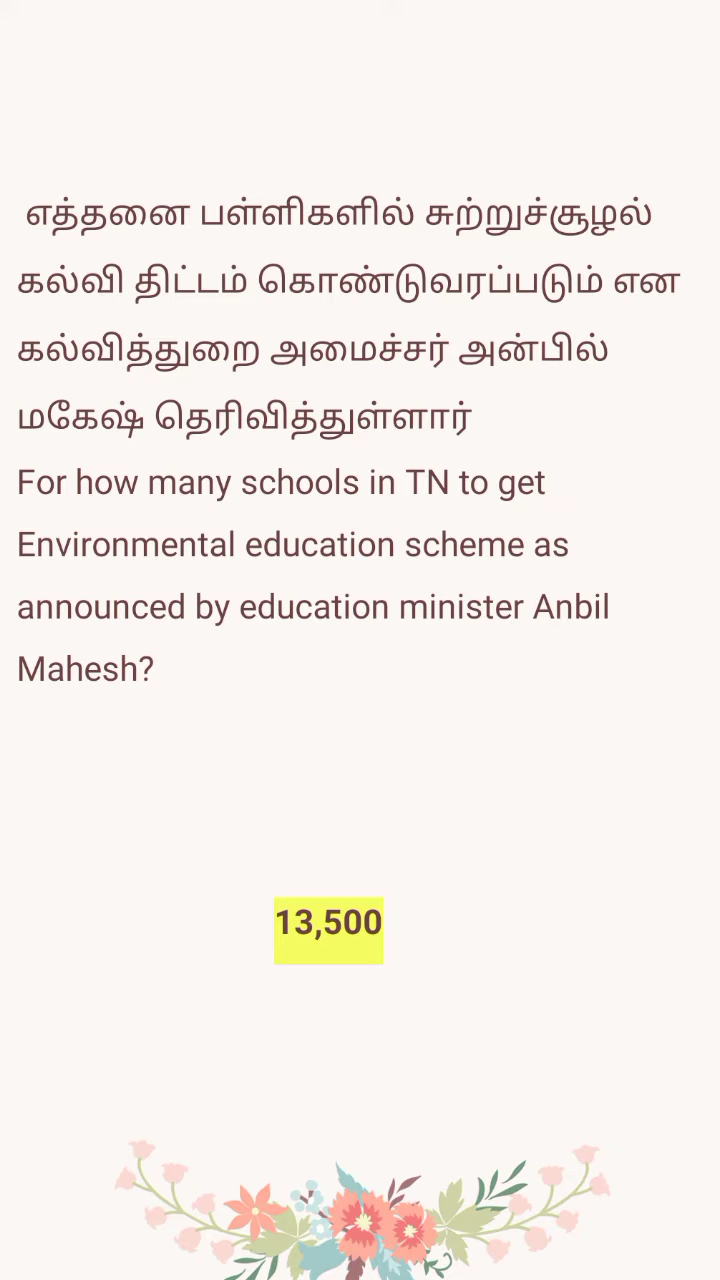 எத்தனை பள்ளிகளில் சுற்றுச்சூழல்
கல்வி திட்டம் கொண்டுவரப்படும் என
கல்வித்துறை அமைச்சர் அன்பில்
மகேஷ் தெரிவித்துள்ளார்
For how many schools in TN to get
Environmental education scheme as
announced by education minister Anbil
Mahesh?
13,500